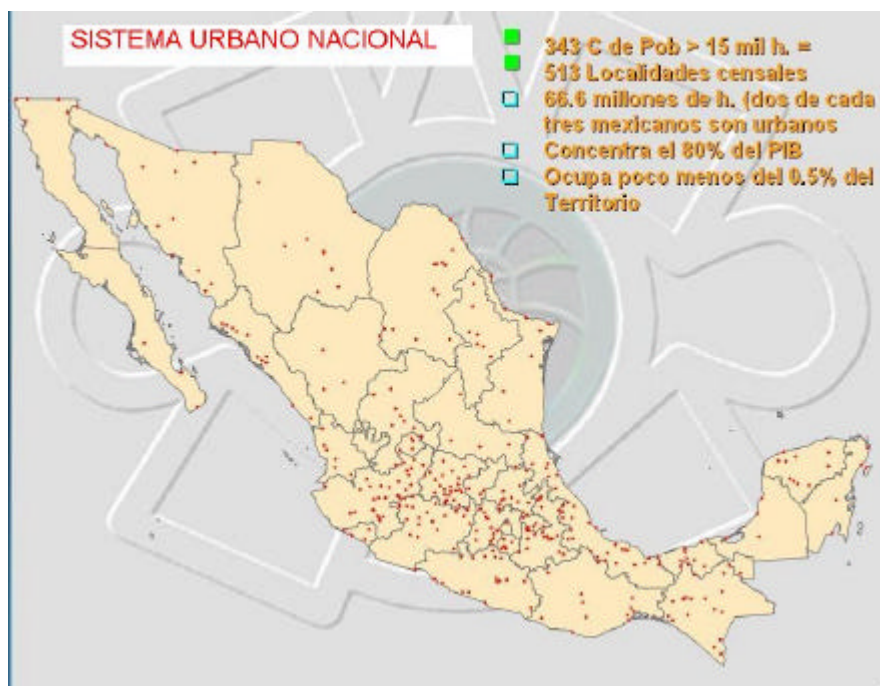 SISTEMA URBANO NACIONAL
343 C de Pob > 15 mil h. =
513 Localidades censales
66.6 millones de h. (dos de cada
tres mexicanos son urbanos
Concentra el 80% del PIB
Ocupa poco menos del 0.5% del
Territorio